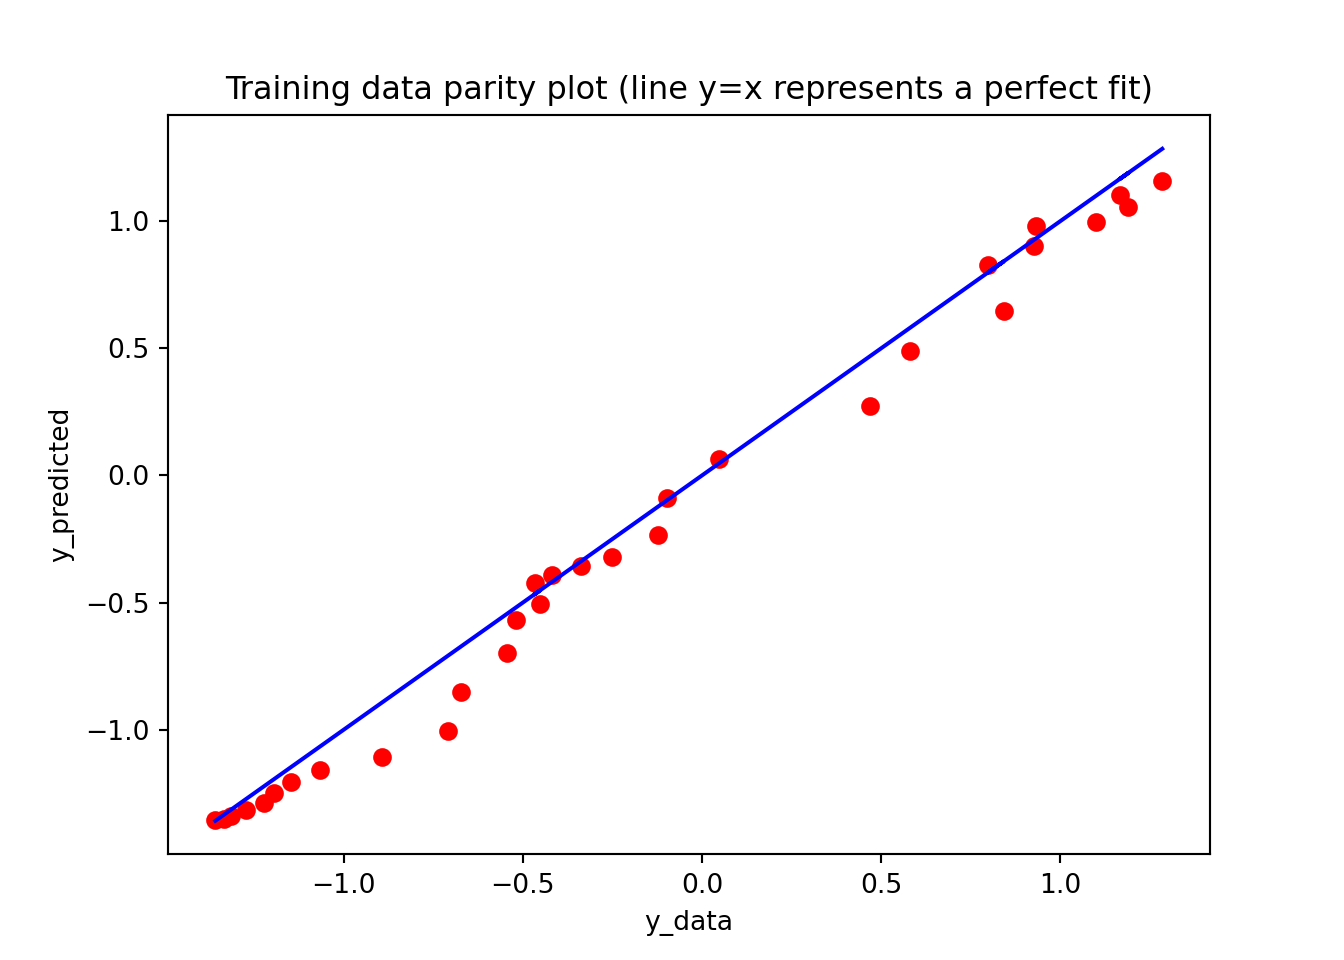 Training data parity plot (line y=x represents a perfect fit)
1.0
0.5
0.0
−0.5
−1.0
y_predicted
−1.0 −0.5 0.0 0.5 1.0
y_data